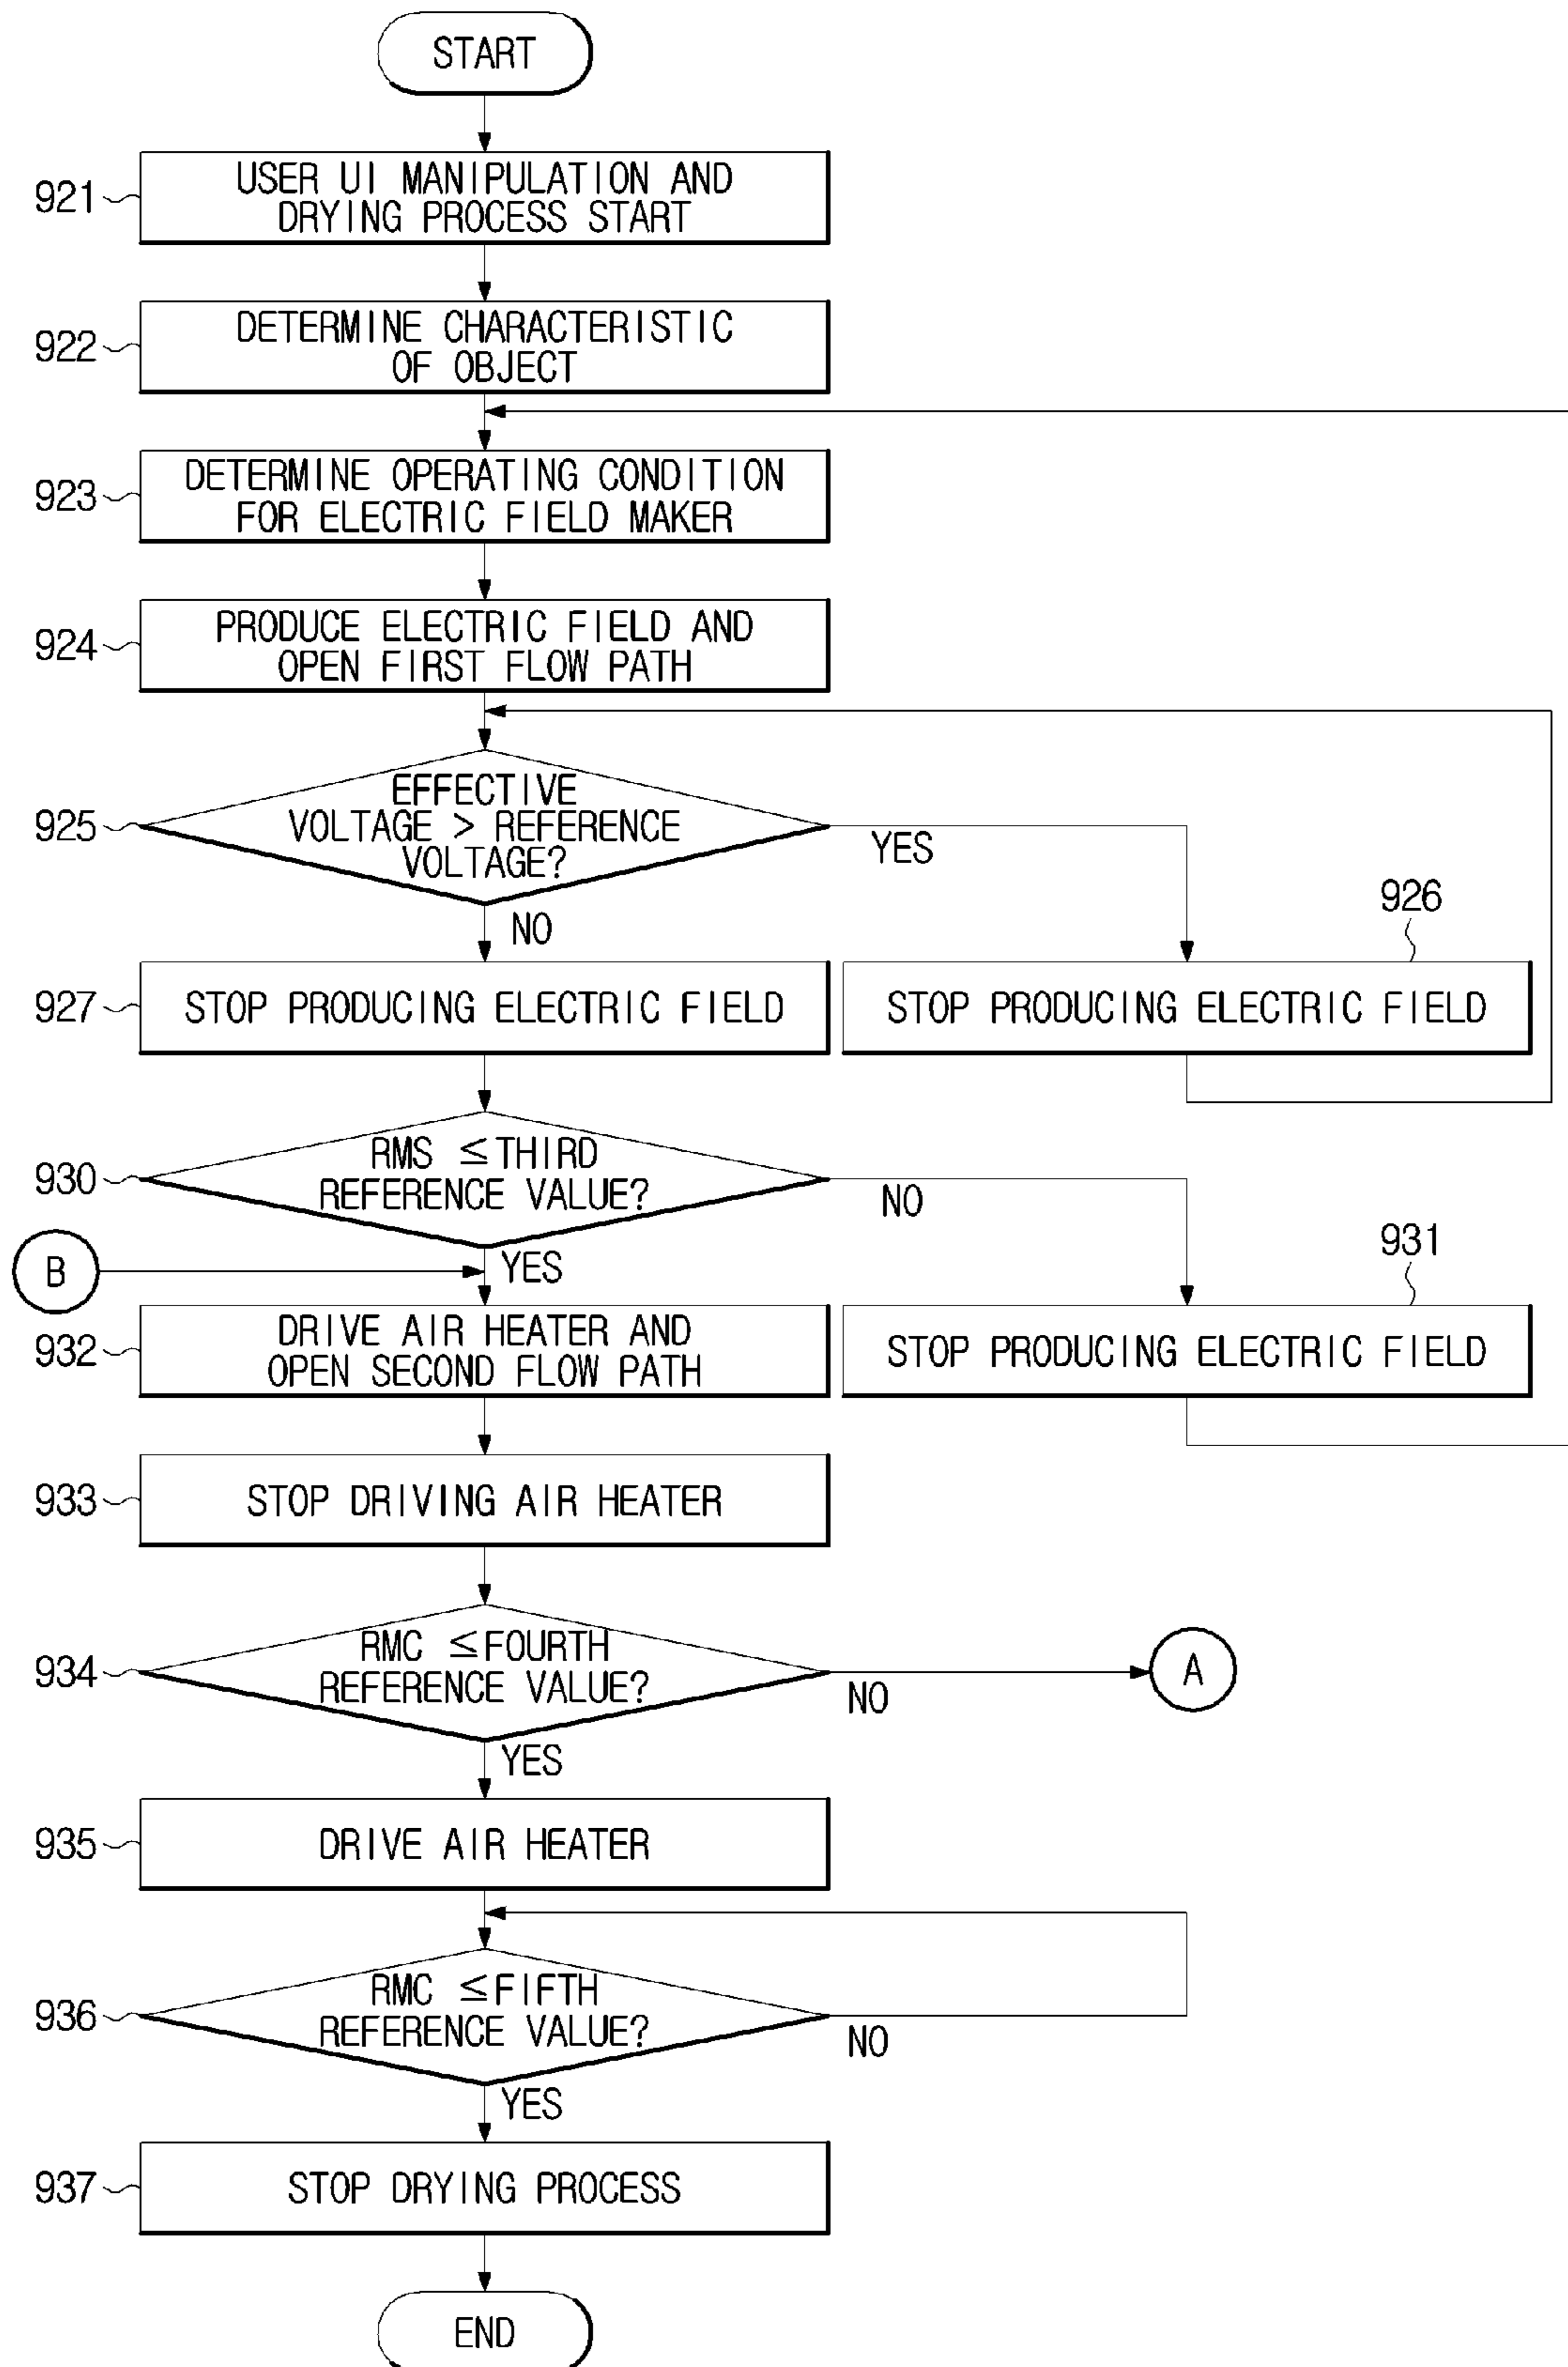 START
921
USER UI MANIPULATION AND
DRYING PROCESS START
922
DETERMINE CHARACTERISTIC
OF OBJECT
923
DETERMINE OPERATING CONDITION
FOR ELECTRIC FIELD MAKER
924
PRODUCE ELECTRIC FIELD AND
OPEN FIRST FLOW PATH
925
EFFECTIVE
VOLTAGE > REFERENCE
VOLTAGE?
YES
NO
926
927
STOP PRODUCING ELECTRIC FIELD
STOP PRODUCING ELECTRIC FIELD
930
RMS ≤THIRD
REFERENCE VALUE?
NO
YES
B
931
932
DRIVE AIR HEATER AND
OPEN SECOND FLOW PATH
STOP PRODUCING ELECTRIC FIELD
933
STOP DRIVING AIR HEATER
934
RMC ≤FOURTH
REFERENCE VALUE?
NO
A
YES
935
DRIVE AIR HEATER
936
RMC ≤FIFTH
REFERENCE VALUE?
NO
YES
937
STOP DRYING PROCESS
END